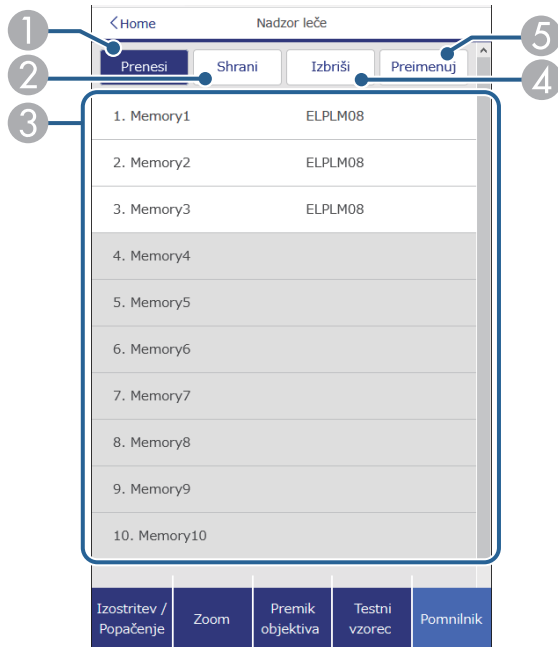 <Home Nadzor leče
1 Prenesi Shrani Izbriši Preimenuj 5
2 4
3
1. Memory1 ELPLM08
2. Memory2 ELPLM08
3. Memory3 ELPLM08
4. Memory4
5. Memory5
6. Memory6
7. Memory7
8. Memory8
9. Memory9
10. Memory10
Izostritev /
Popačenje
Zoom
Premik
objektiva
Testni
vzorec
Pomnilnik